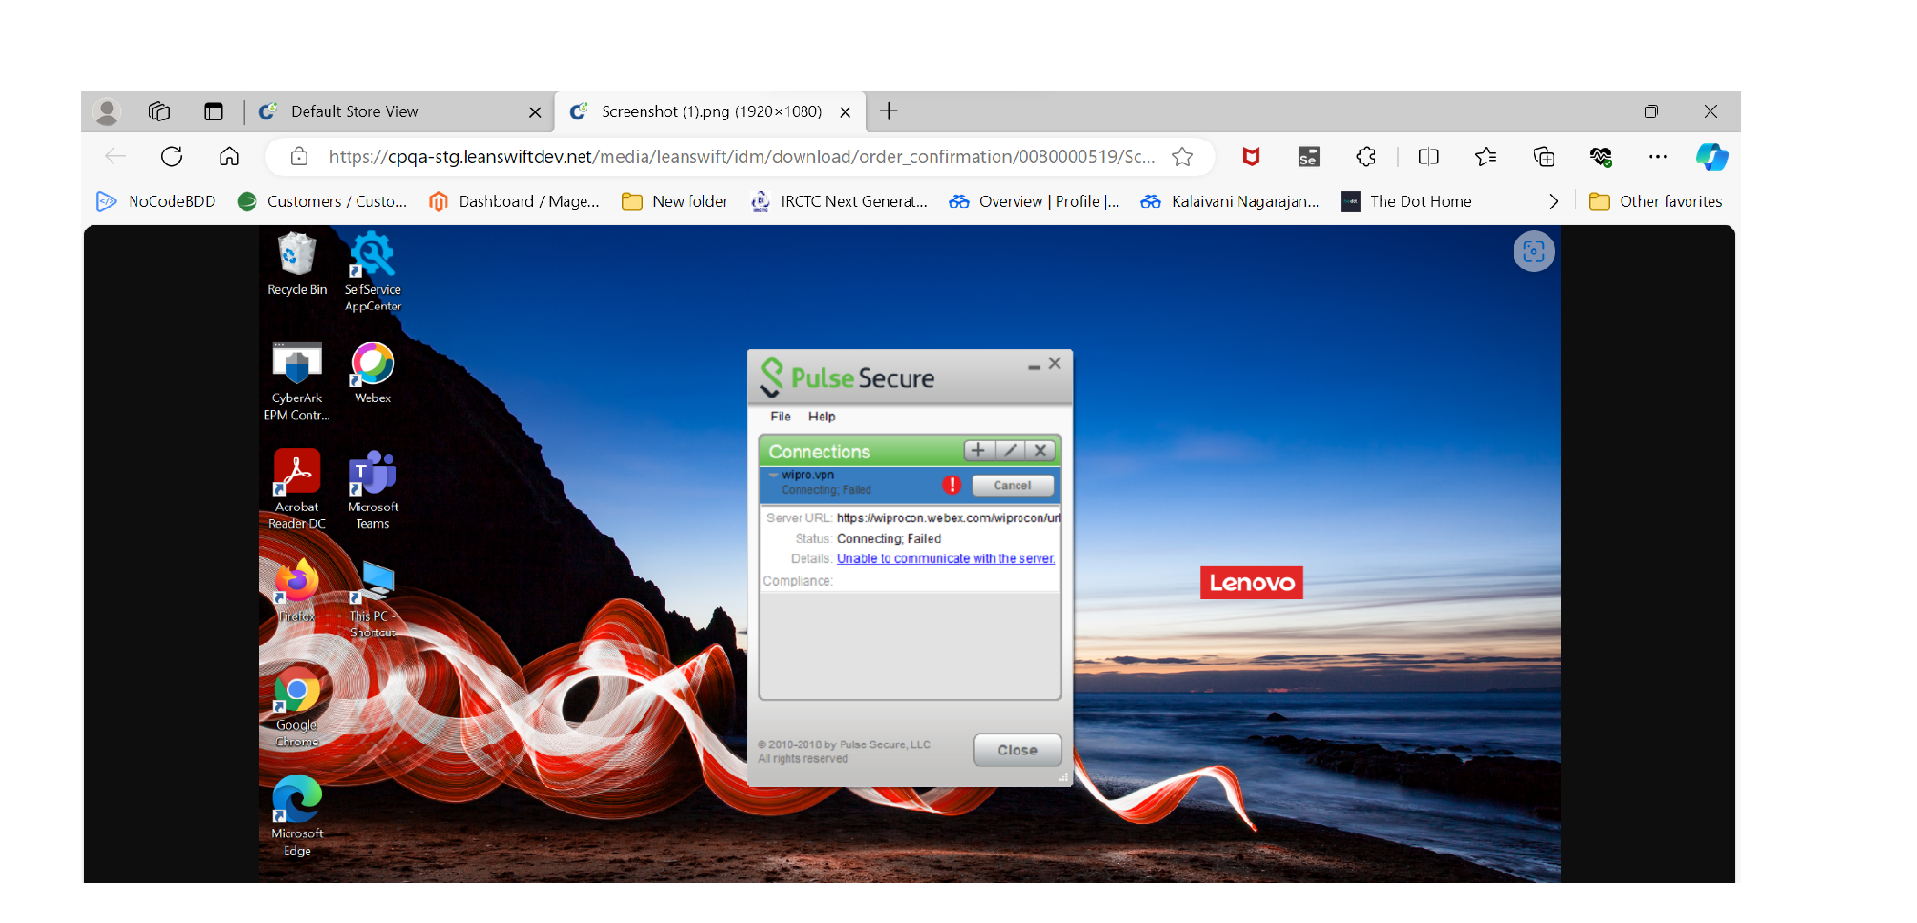 Default Store View
Screenshot (1).png (1920×1080)
https://cpqa-stg.leanswiftdev.net/media/leanswift/idm/download/order_confirmation/0080000519/Sc...
Se
NoCodeBDD
Customers / Custo...
Dashboard / Mage...
New folder
IRCTC Next Generat...
Overview | Profile |...
Kalaivani Nagarajan...
The Dot Home
Other favorites
Recycle Bin
SelfService
AppCenter
CyberArk
EPM Contr...
Webex
Acrobat
Reader DC
Microsoft
Teams
Firefox
This PC -
Shortcut
Google
Chrome
Microsoft
Edge
Pulse Secure
File Help
Connections
wipro.vpn
Connecting; Failed
Cancel
Server URL: https://wiprocon.webex.com/wiprocon/url
Status: Connecting; Failed
Details: Unable to communicate with the server.
Compliance:
© 2010-2018 by Pulse Secure, LLC
All rights reserved
Close
Lenovo